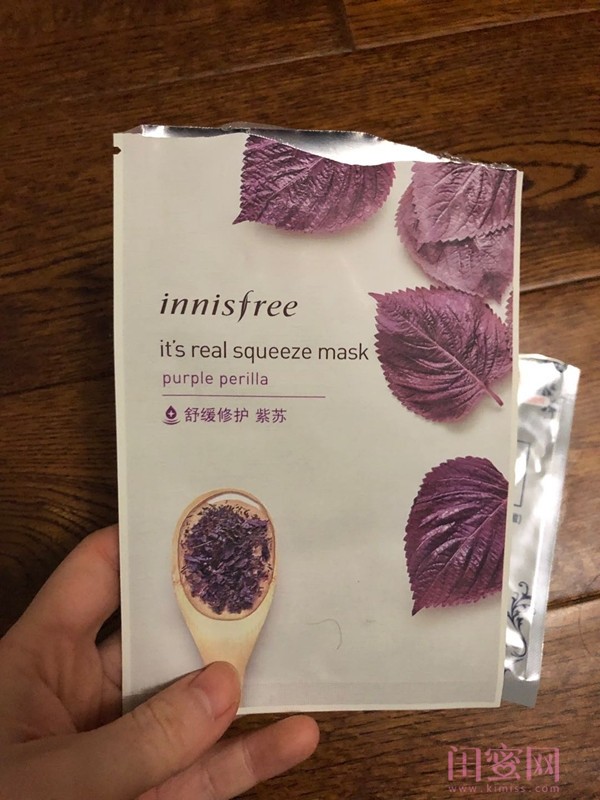 innisfree
it's real squeeze mask
purple perilla
舒缓修护 紫苏
闺蜜网
www.kimiss.com